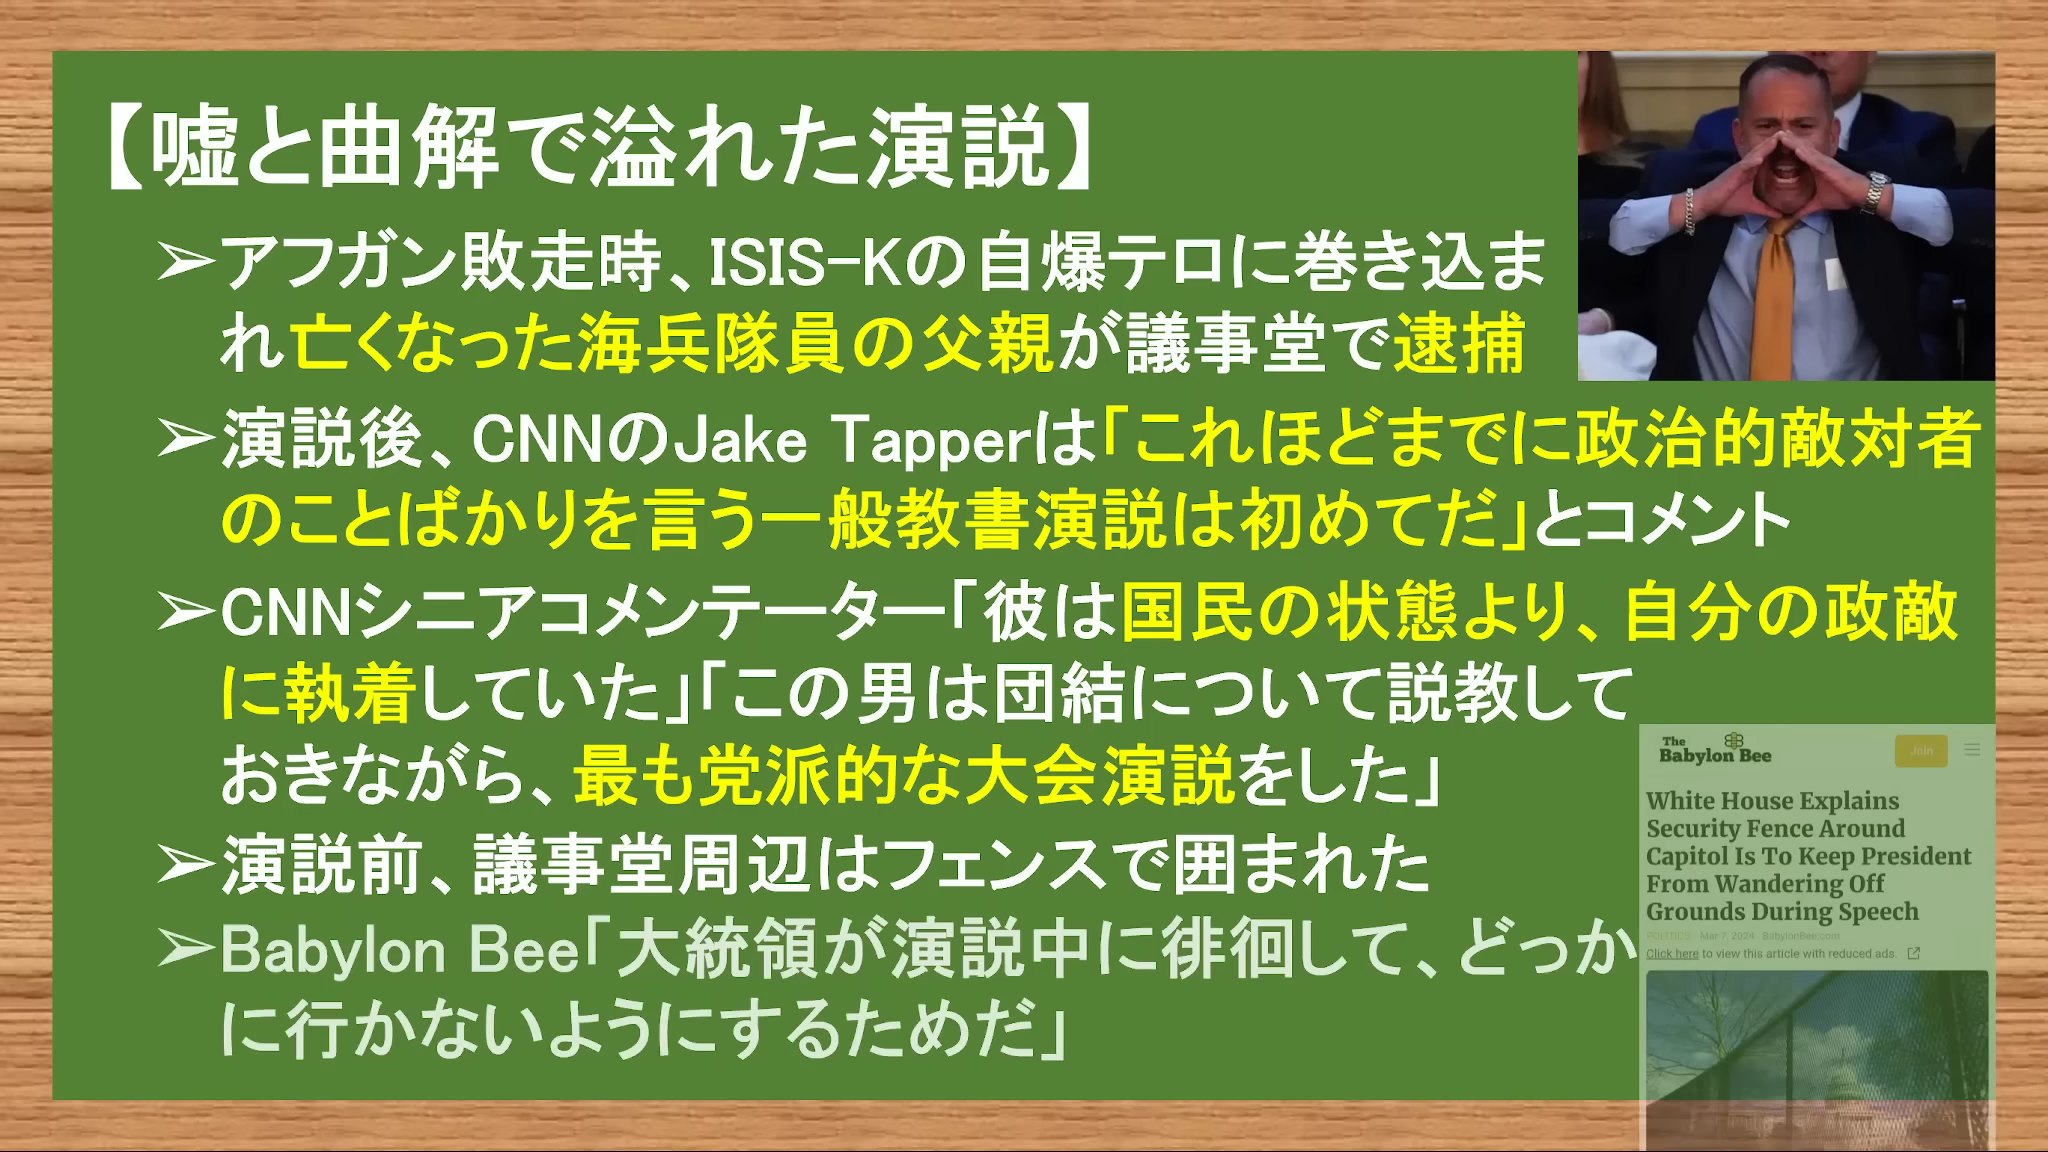 【嘘と曲解で溢れた演説】
➢アフガン敗走時、ISIS-Kの自爆テロに巻き込ま
れ亡くなった海兵隊員の父親が議事堂で逮捕
➢演説後、CNNのJake Tapperは「これほどまでに政治的敵対者
のことばかりを言う一般教書演説は初めてだ」とコメント
➢CNNシニアコメンテーター「彼は国民の状態より、自分の政敵
に執着していた」「この男は団結について説教して
おきながら、最も党派的な大会演説をした」
➢演説前、議事堂周辺はフェンスで囲まれた
➢Babylon Bee「大統領が演説中に徘徊して、どっか
に行かないようにするためだ」
The
Babylon Bee
Join
White House Explains
Security Fence Around
Capitol Is To Keep President
From Wandering Off
Grounds During Speech
POLITICS · Mar 7, 2024 · BabylonBee.com
Click here to view this article with reduced ads.